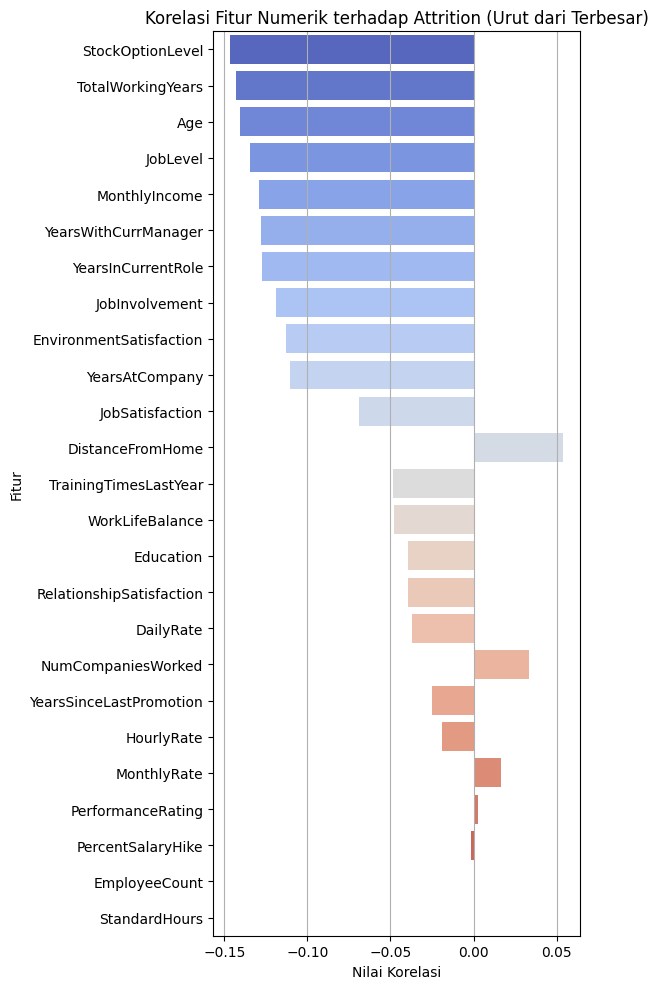 Korelasi Fitur Numerik terhadap Attrition (Urut dari Terbesar)
StockOptionLevel
TotalWorkingYears
Age
JobLevel
MonthlyIncome
YearsWithCurrManager
YearsInCurrentRole
JobInvolvement
EnvironmentSatisfaction
YearsAtCompany
JobSatisfaction
DistanceFromHome
TrainingTimesLastYear
WorkLifeBalance
Education
RelationshipSatisfaction
DailyRate
NumCompaniesWorked
YearsSinceLastPromotion
HourlyRate
MonthlyRate
PerformanceRating
PercentSalaryHike
EmployeeCount
StandardHours
Fitur
−0.15 −0.10 −0.05 0.00 0.05
Nilai Korelasi